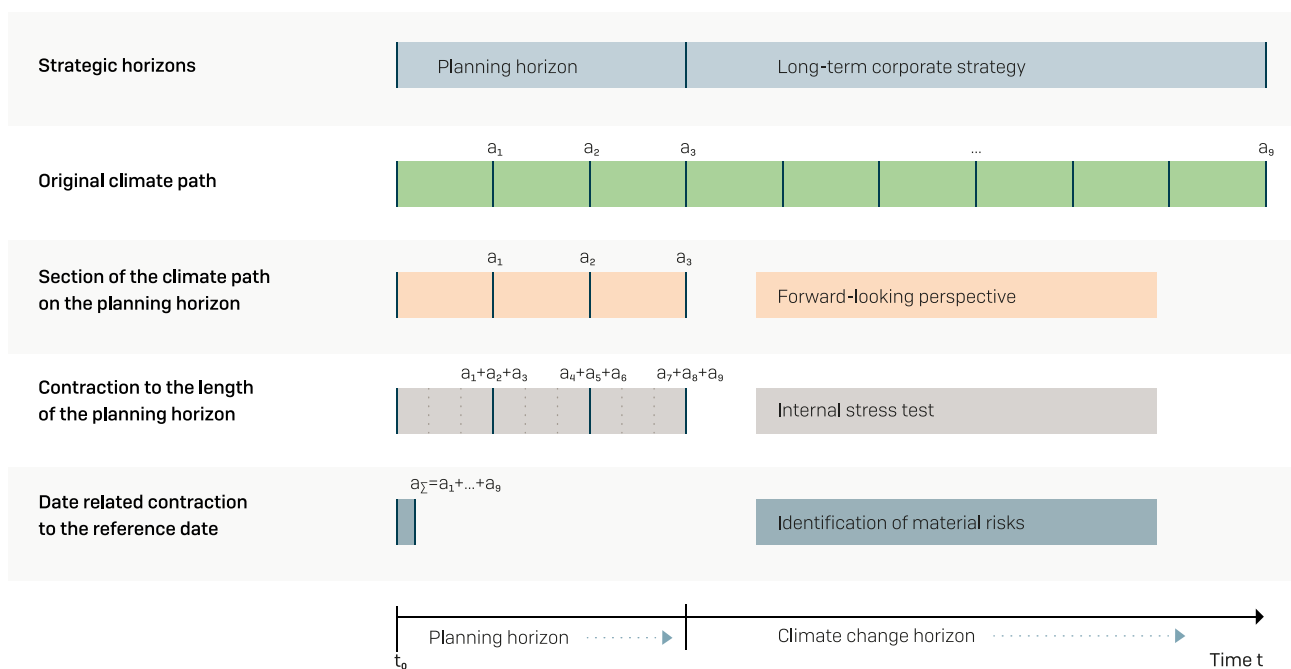 Strategic horizons
Planning horizon
Long-term corporate strategy
a₁ a₂ a₃ ... a₉
Original climate path
a₁ a₂ a₃
Section of the climate path
on the planning horizon
Forward-looking perspective
a₁+a₂+a₃ a₄+a₅+a₆ a₇+a₈+a₉
Contraction to the length
of the planning horizon
Internal stress test
a∑=a₁+...+a₉
Date related contraction
to the reference date
Identification of material risks
Planning horizon
Climate change horizon
t₀
Time t